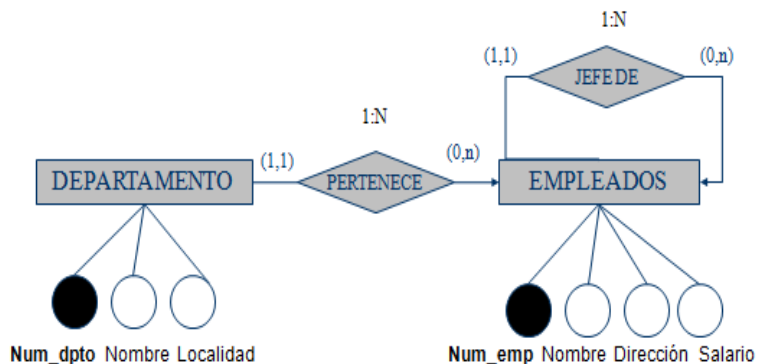 1:N
(1,1) JEFE DE (0,n)
1:N
DEPARTAMENTO (1,1) PERTENECE (0,n) EMPLEADOS
Num_dpto Nombre Localidad Num_emp Nombre Dirección Salario